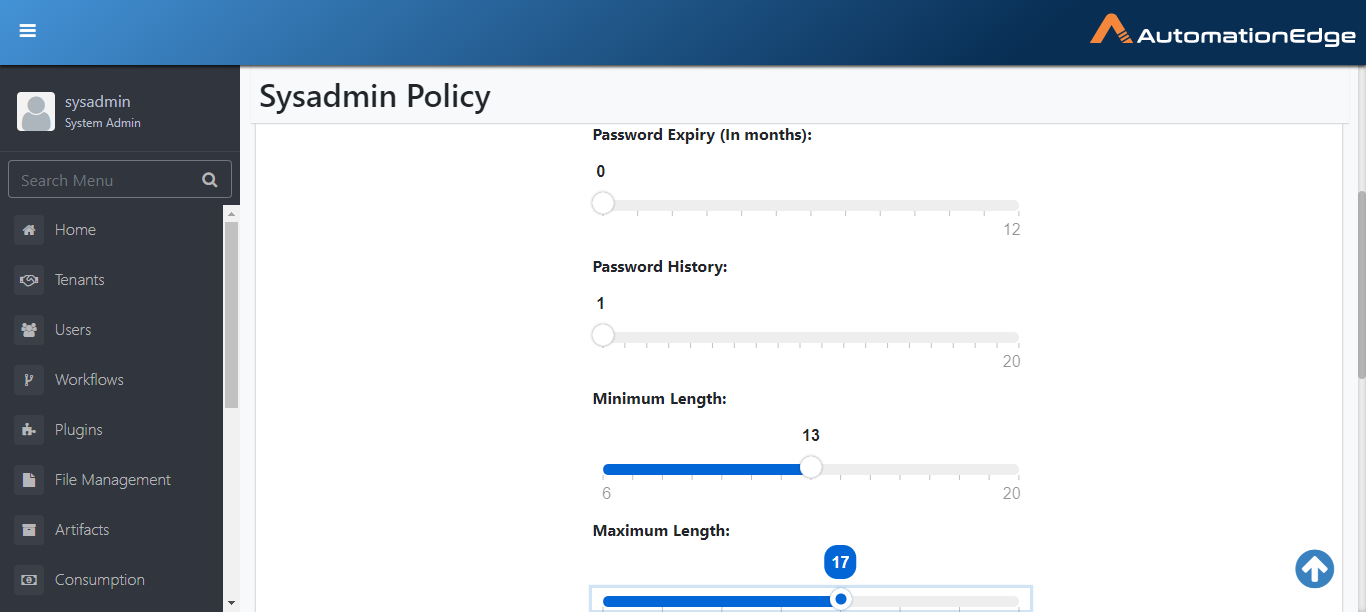 AutomationEdge
sysadmin
System Admin
Search Menu
Home
Tenants
Users
Workflows
Plugins
File Management
Artifacts
Consumption
Sysadmin Policy
Password Expiry (In months):
0
12
Password History:
1
20
Minimum Length:
13
6
20
Maximum Length:
17